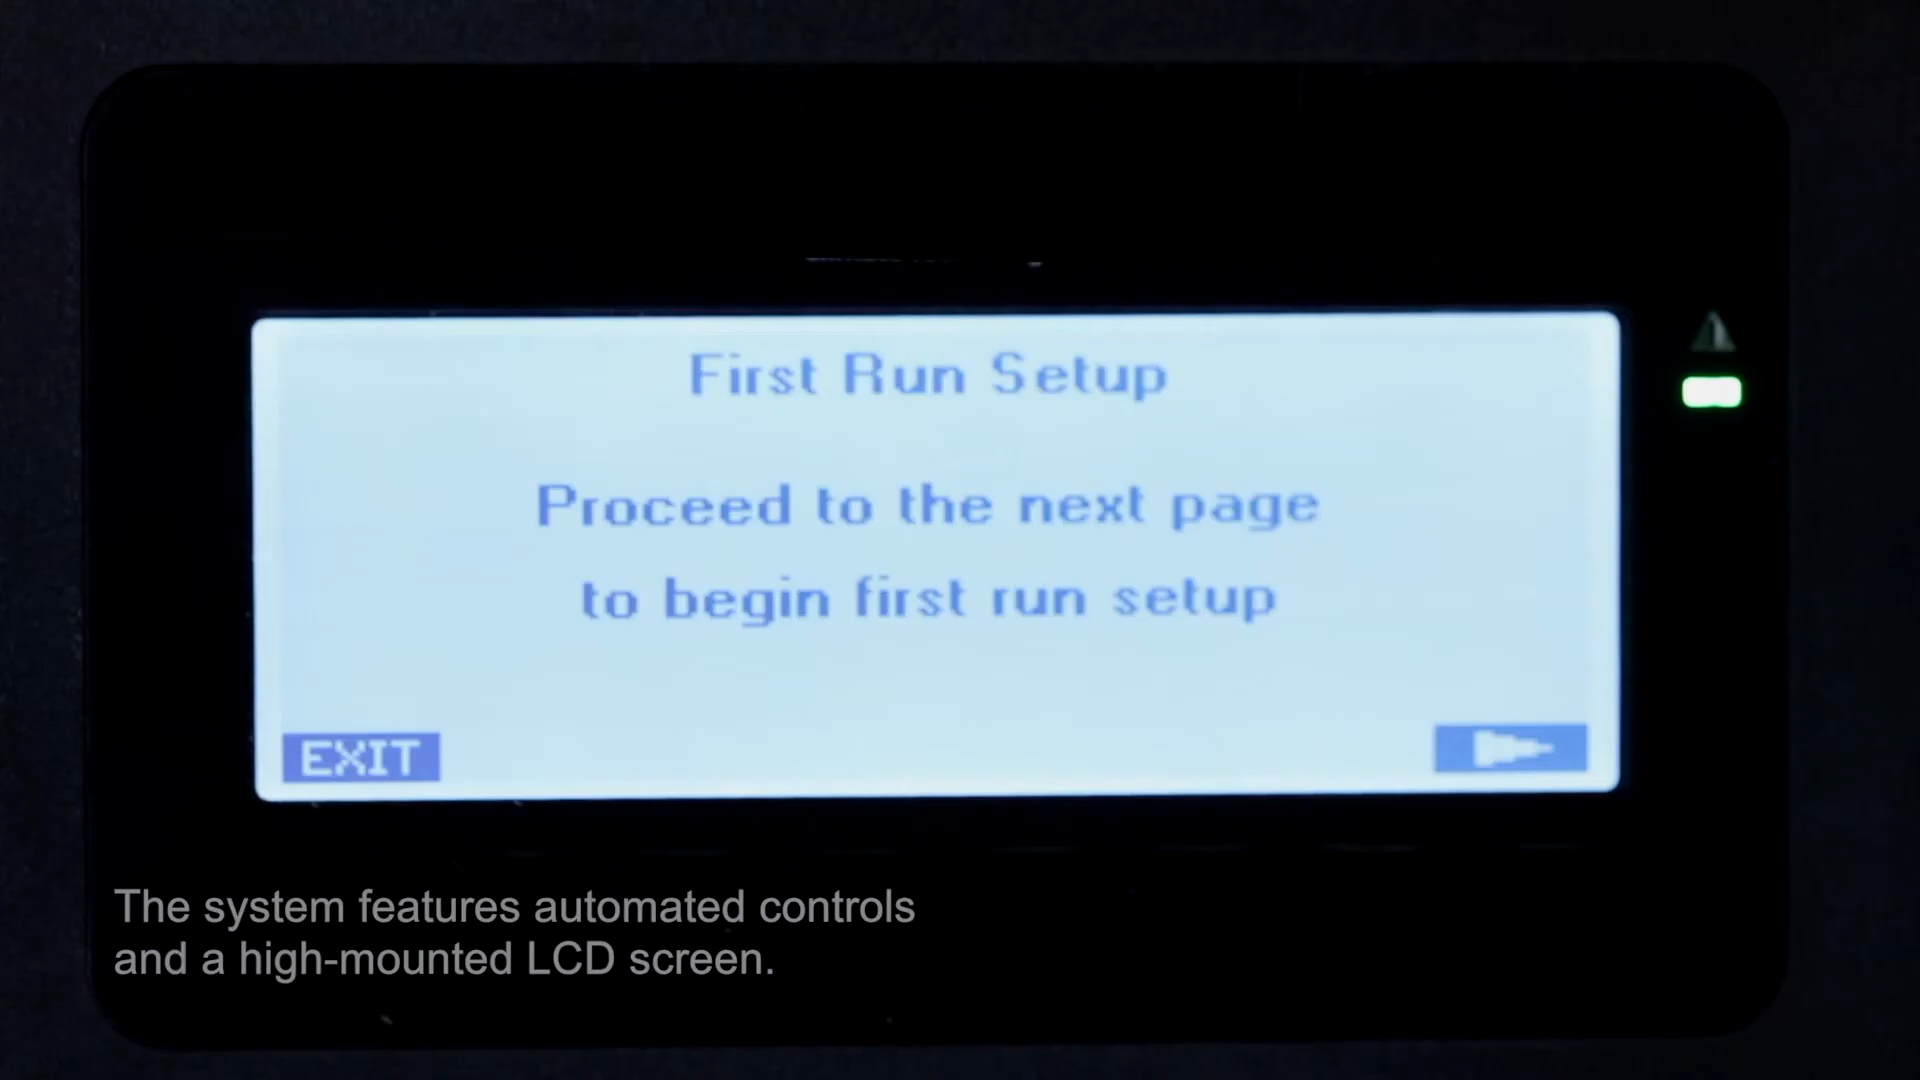 First Run Setup
Proceed to the next page
to begin first run setup
EXIT
The system features automated controls
and a high-mounted LCD screen.